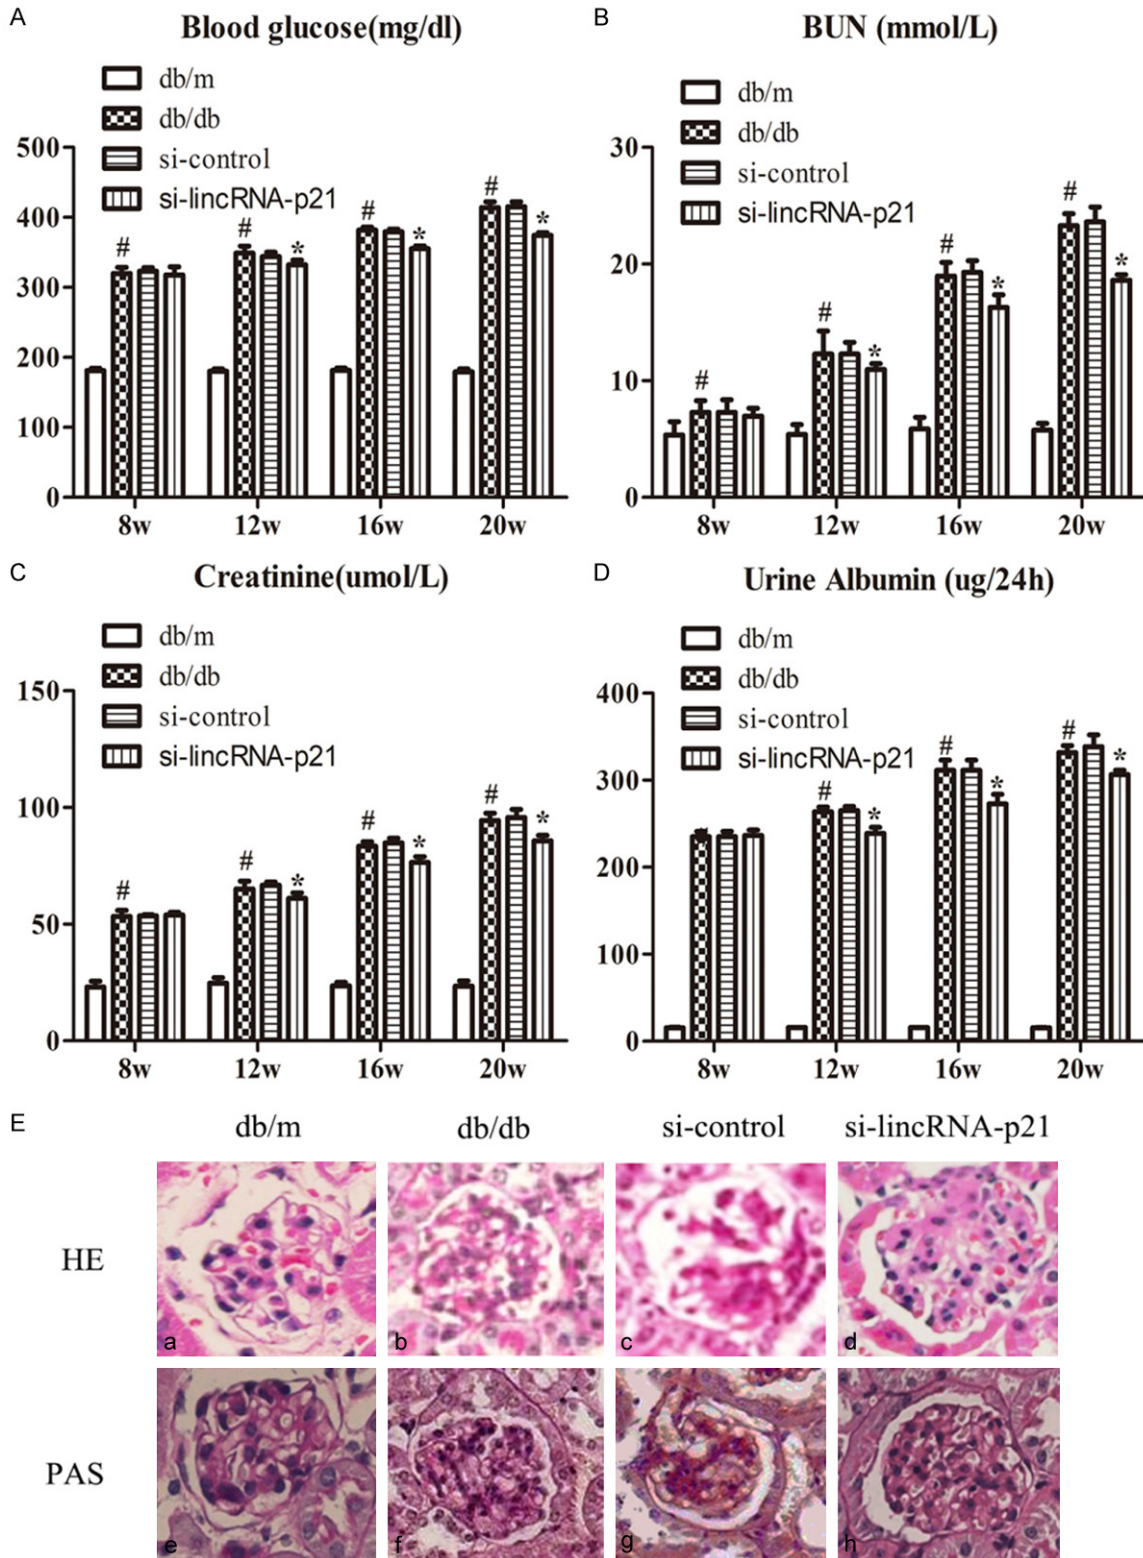 A
Blood glucose(mg/dl)
db/m
db/db
si-control
si-lincRNA-p21
500
400
300
200
100
0
#
#
*
#
*
#
*
8w
12w
16w
20w
B
BUN (mmol/L)
db/m
db/db
si-control
si-lincRNA-p21
30
20
10
0
#
#
*
#
*
#
*
8w
12w
16w
20w
C
Creatinine(umol/L)
db/m
db/db
si-control
si-lincRNA-p21
150
100
50
0
#
#
*
#
*
#
*
8w
12w
16w
20w
D
Urine Albumin (ug/24h)
db/m
db/db
si-control
si-lincRNA-p21
400
300
200
100
0
#
#
*
#
*
#
*
8w
12w
16w
20w
E
db/m
db/db
si-control
si-lincRNA-p21
HE
a
b
c
d
PAS
e
f
g
h